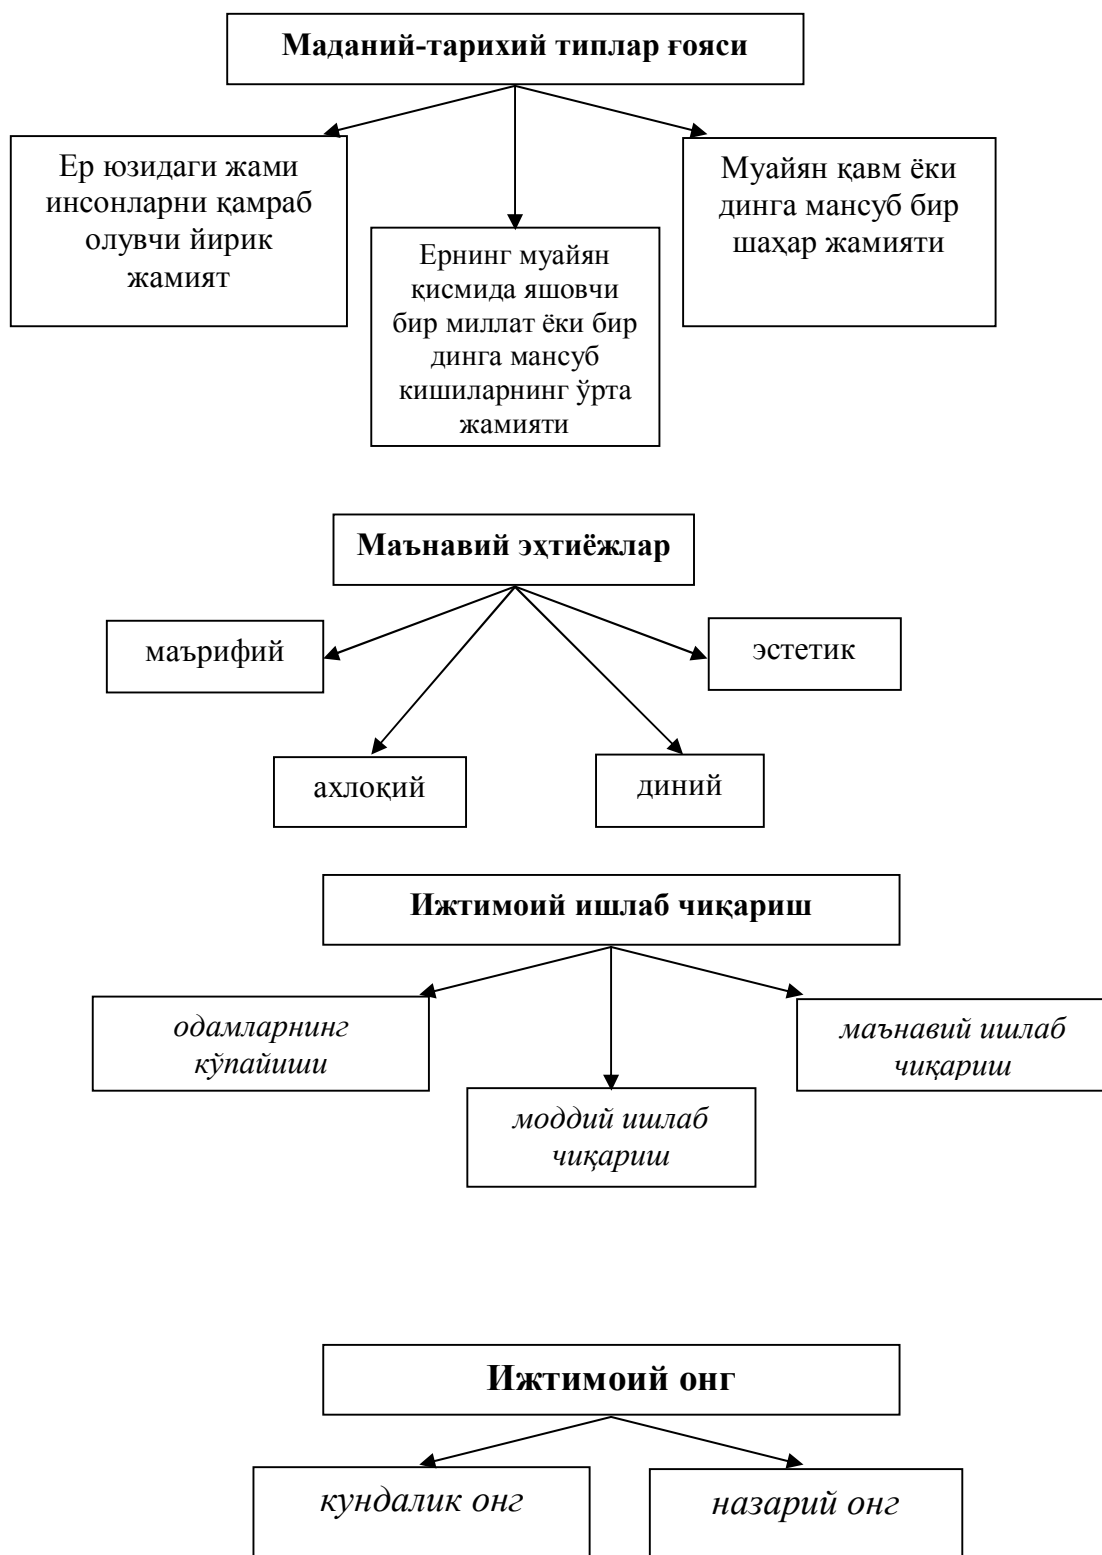 Маданий-тарихий типлар ғояси
Ер юзидаги жами
инсонларни қамраб
олувчи йирик
жамият
Ернинг муайян
қисмида яшовчи
бир миллат ёки бир
динга мансуб
кишиларнинг ўрта
жамияти
Муайян қавм ёки
динга мансуб бир
шаҳар жамияти
Маънавий эҳтиёжлар
маърифий
эстетик
ахлоқий
диний
Ижтимоий ишлаб чиқариш
одамларнинг
кўпайиши
моддий ишлаб
чиқариш
маънавий ишлаб
чиқариш
Ижтимоий онг
кундалик онг
назарий онг